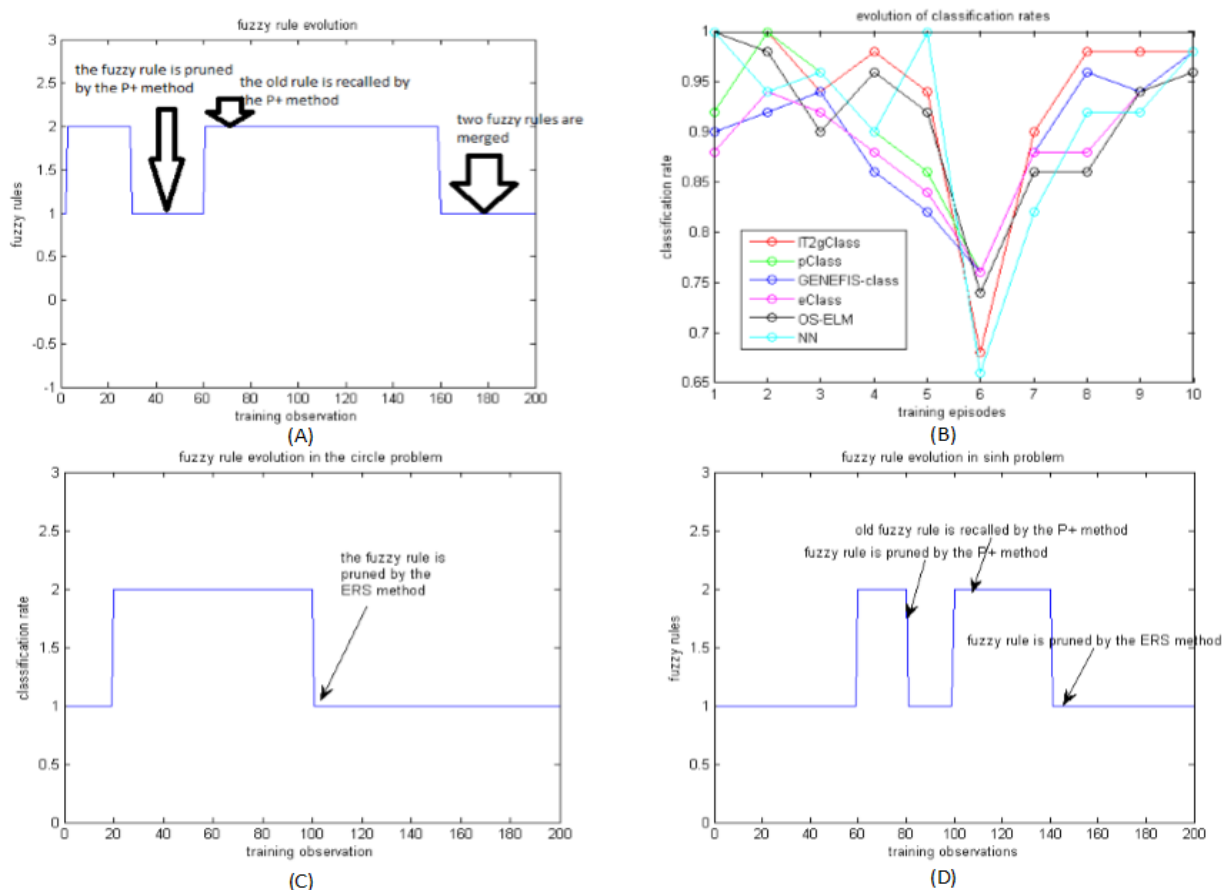 fuzzy rule evolution
3
2.5
2
1.5
1
0.5
0
-0.5
-1
fuzzy rules
the fuzzy rule is pruned
by the P+ method
the old rule is recalled by
the P+ method
two fuzzy rules are
merged
0 20 40 60 80 100 120 140 160 180 200
training observation
(A)
evolution of classification rates
1
0.95
0.9
0.85
0.8
0.75
0.7
0.65
classification rate
IT2gClass
pClass
GENEFIS-class
eClass
OS-ELM
NN
1 2 3 4 5 6 7 8 9 10
training episodes
(B)
fuzzy rule evolution in the circle problem
3
2.5
2
1.5
1
0.5
0
classification rate
the fuzzy rule is
pruned by the
ERS method
0 20 40 60 80 100 120 140 160 180 200
training observation
(C)
fuzzy rule evolution in sinh problem
3
2.5
2
1.5
1
0.5
0
fuzzy rules
old fuzzy rule is recalled by the P+ method
fuzzy rule is pruned by the P+ method
fuzzy rule is pruned by the ERS method
0 20 40 60 80 100 120 140 160 180 200
training observations
(D)